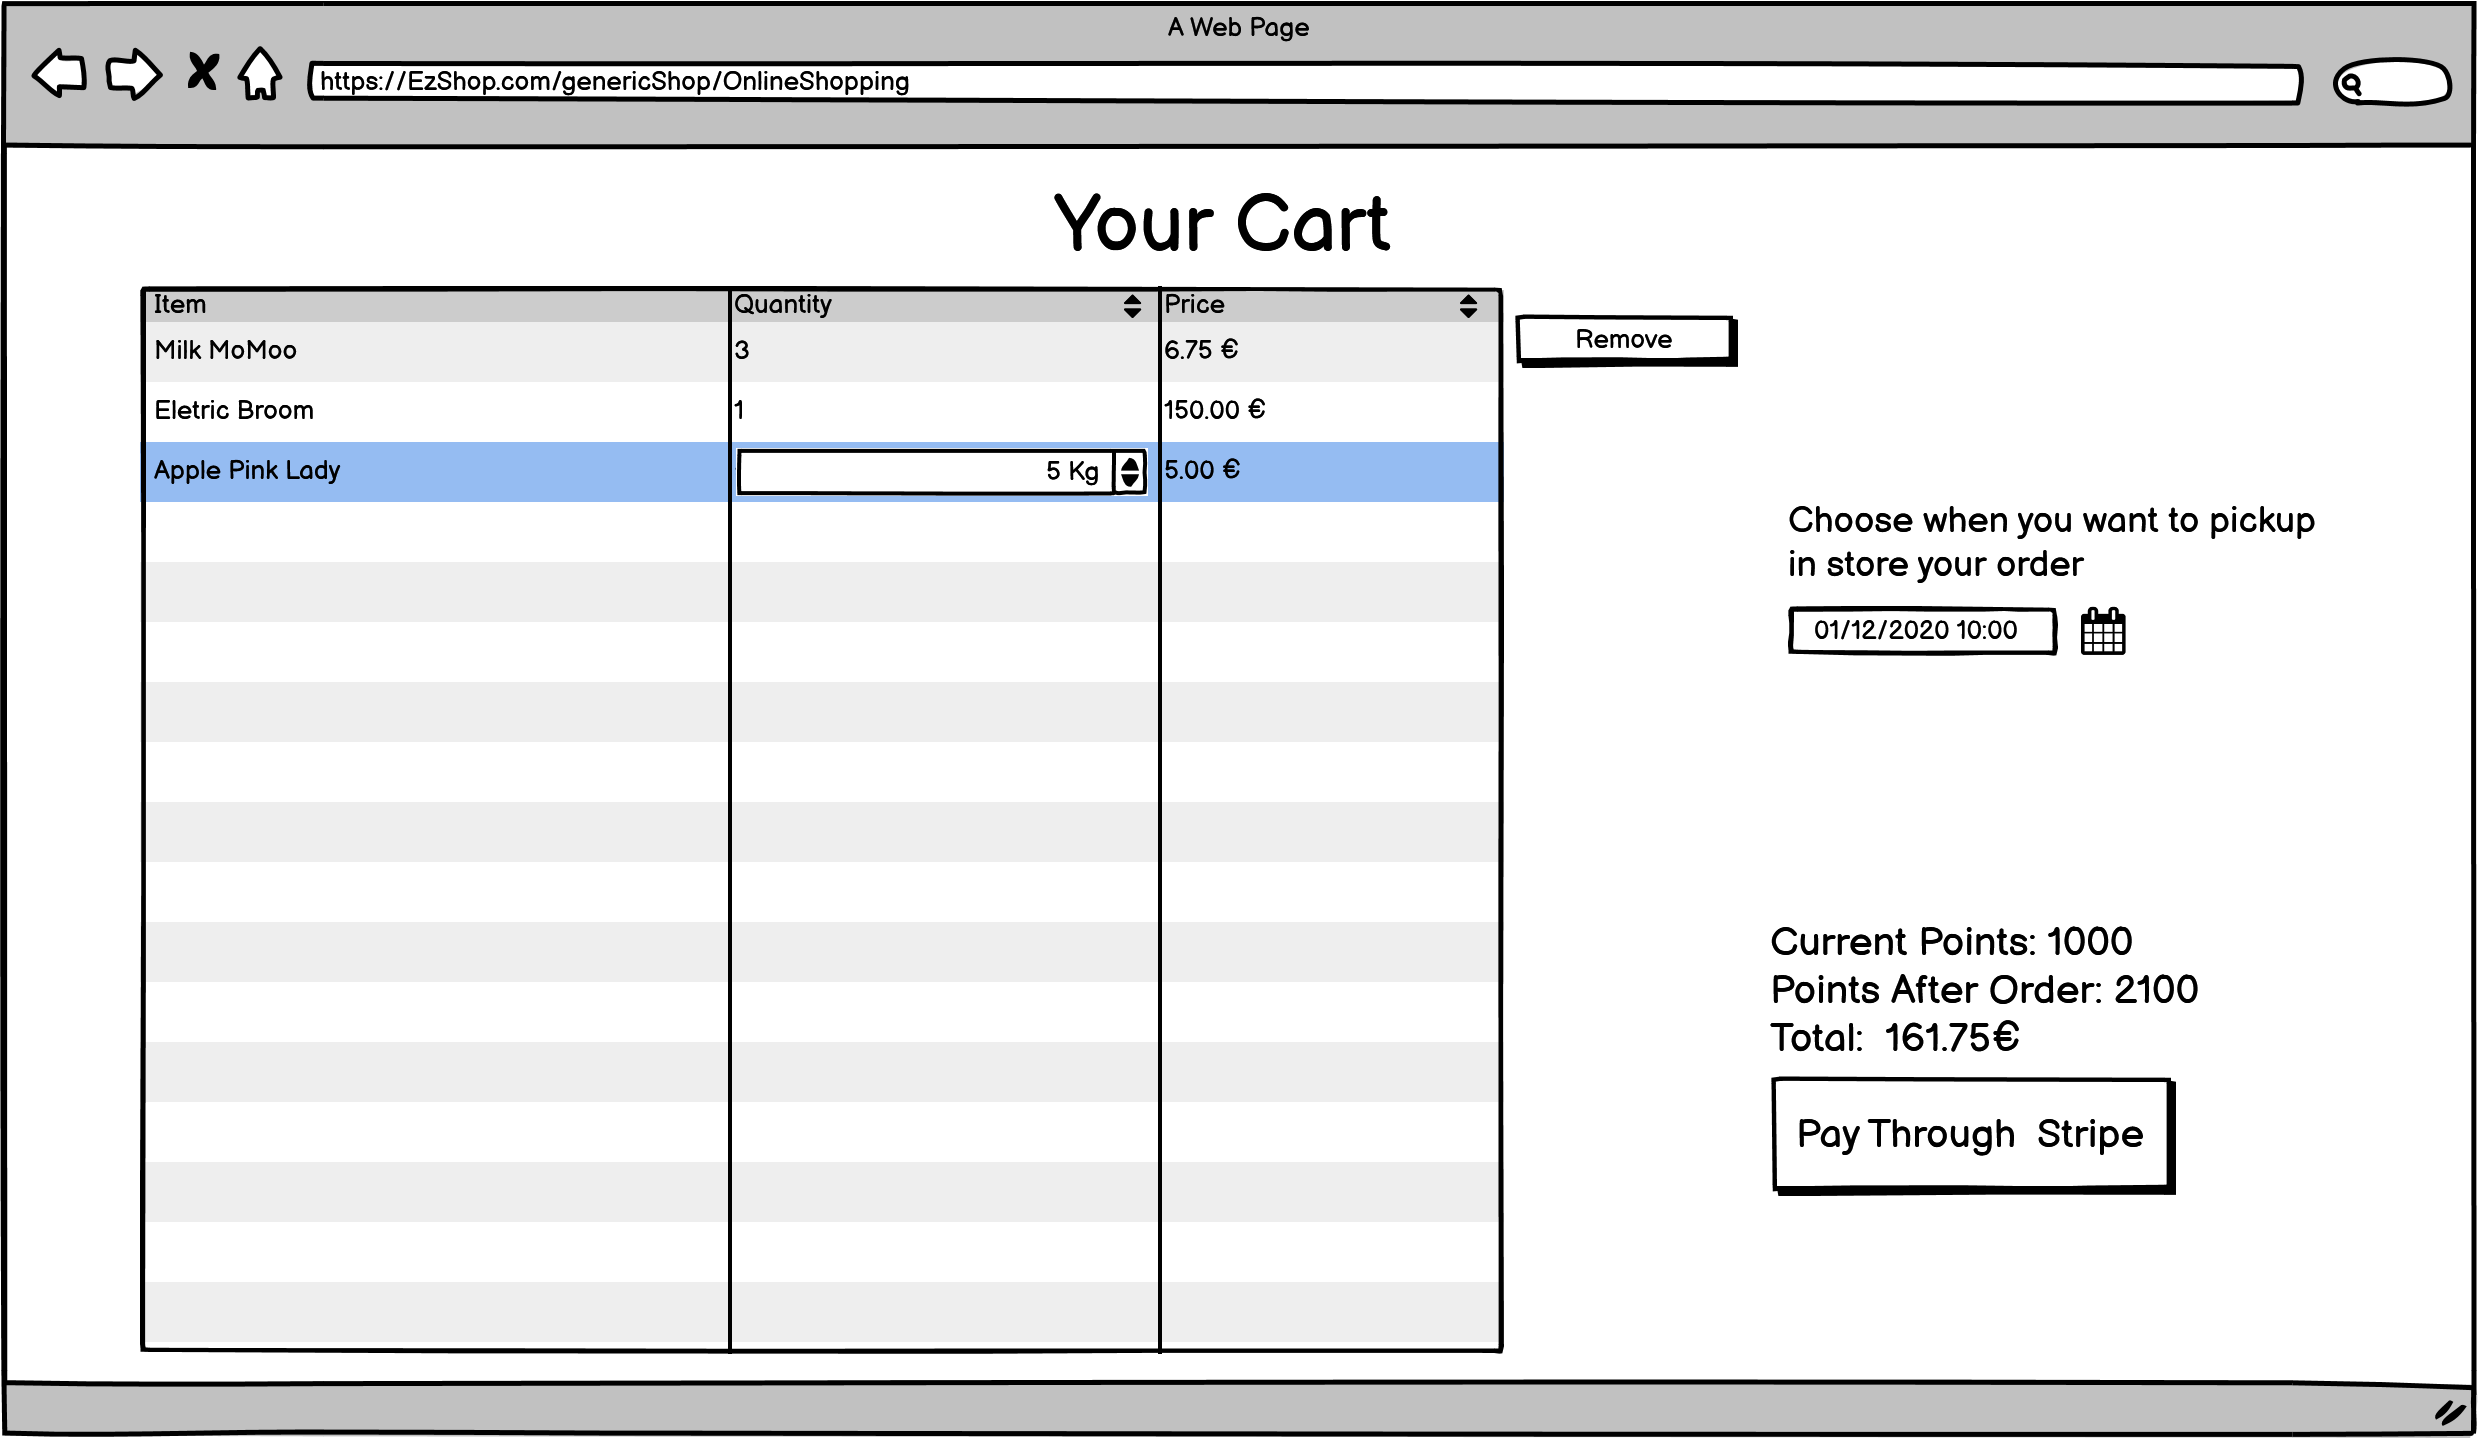 A Web Page
https://EzShop.com/genericShop/OnlineShopping
Your Cart
Item Quantity Price
Milk MoMoo 3 6.75 €
Remove
Eletric Broom 1 150.00 €
Apple Pink Lady 5 Kg 5.00 €
Choose when you want to pickup
in store your order
01/12/2020 10:00
Current Points: 1000
Points After Order: 2100
Total: 161.75€
Pay Through Stripe